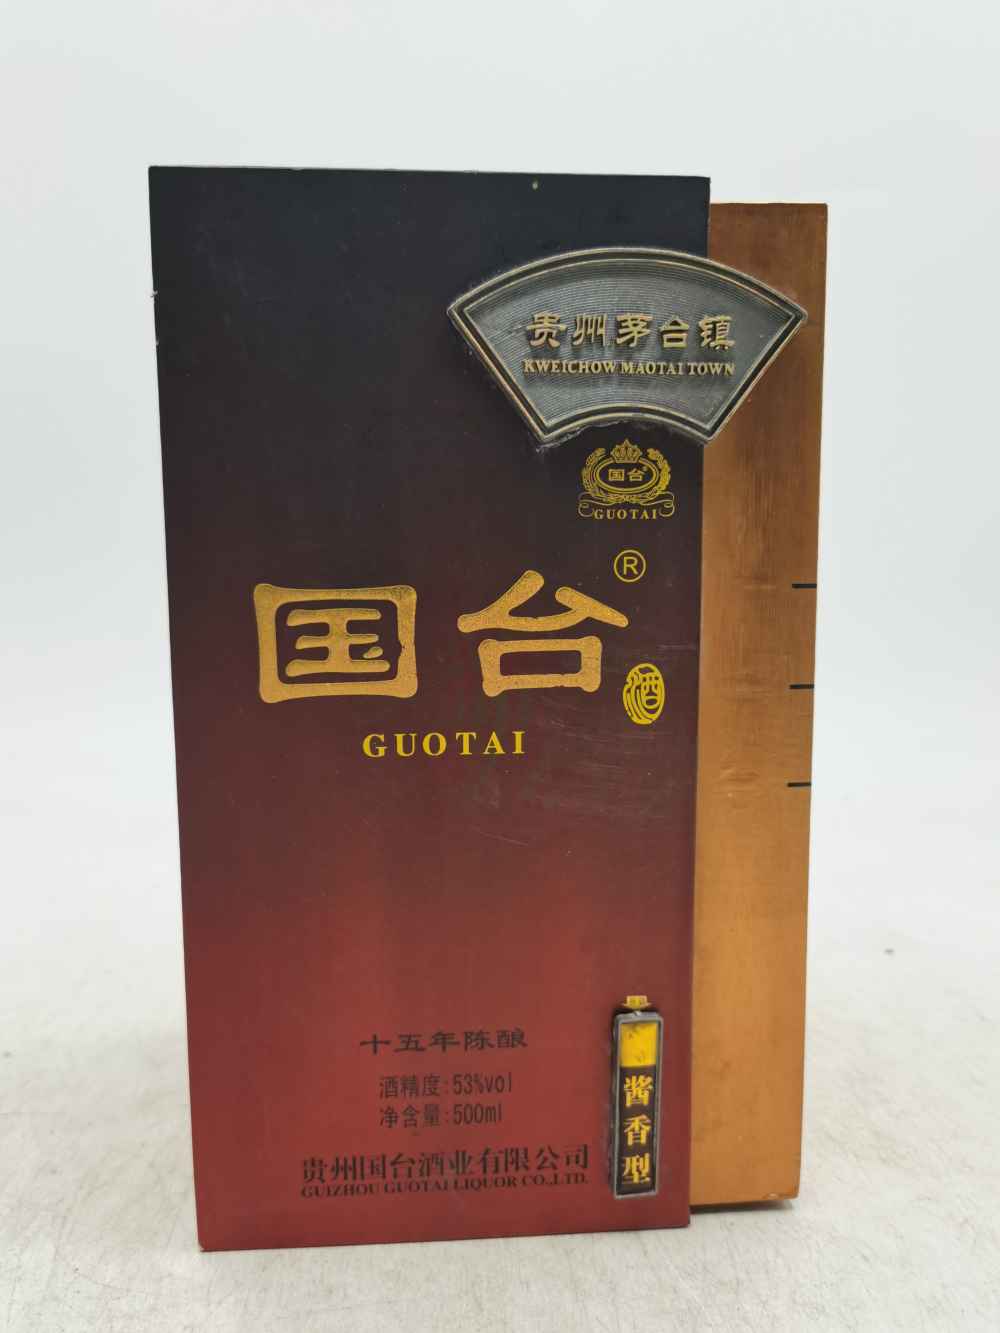 贵州茅台镇
KWEICHOW MAOTAI TOWN
国台
GUOTAI
国台®
酒
GUOTAI
十五年陈酿
酒精度:53%vol
净含量:500ml
贵州国台酒业有限公司
GUIZHOU GUOTAI LIQUOR CO.,LTD.
酱香型